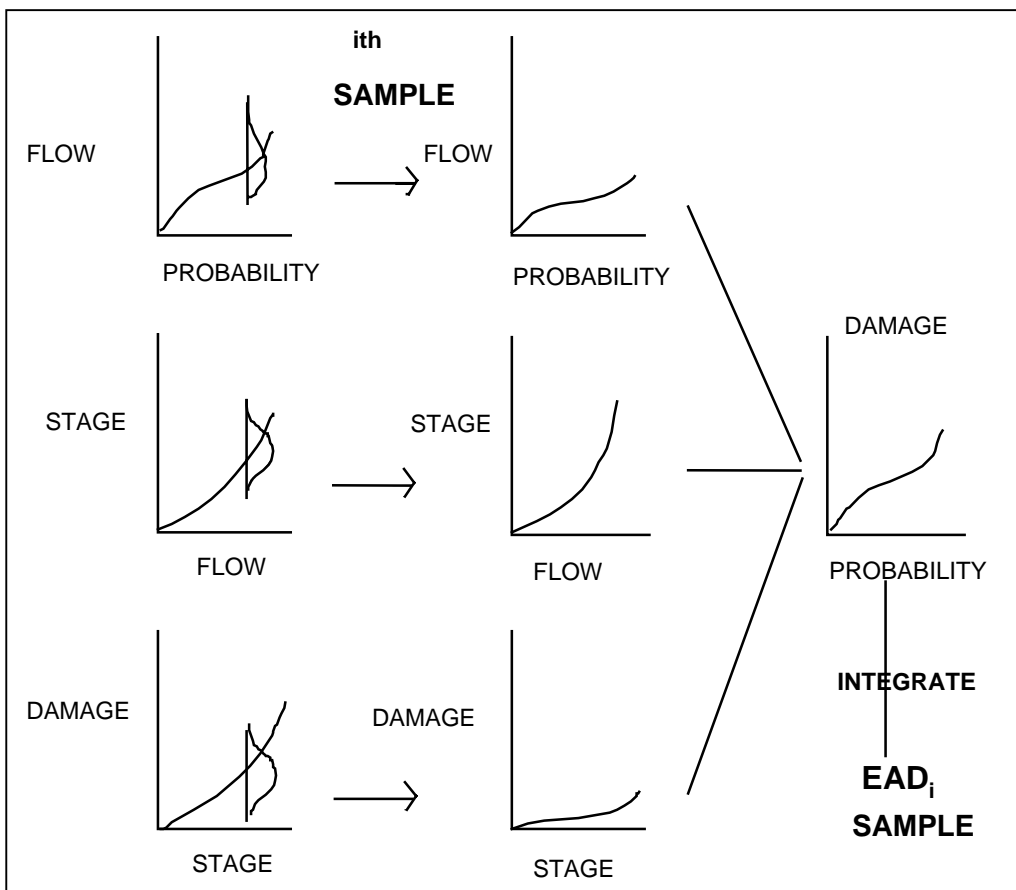 ith
SAMPLE
FLOW
FLOW
PROBABILITY
PROBABILITY
DAMAGE
STAGE
STAGE
FLOW
FLOW
PROBABILITY
INTEGRATE
DAMAGE
DAMAGE
EADi
SAMPLE
STAGE
STAGE